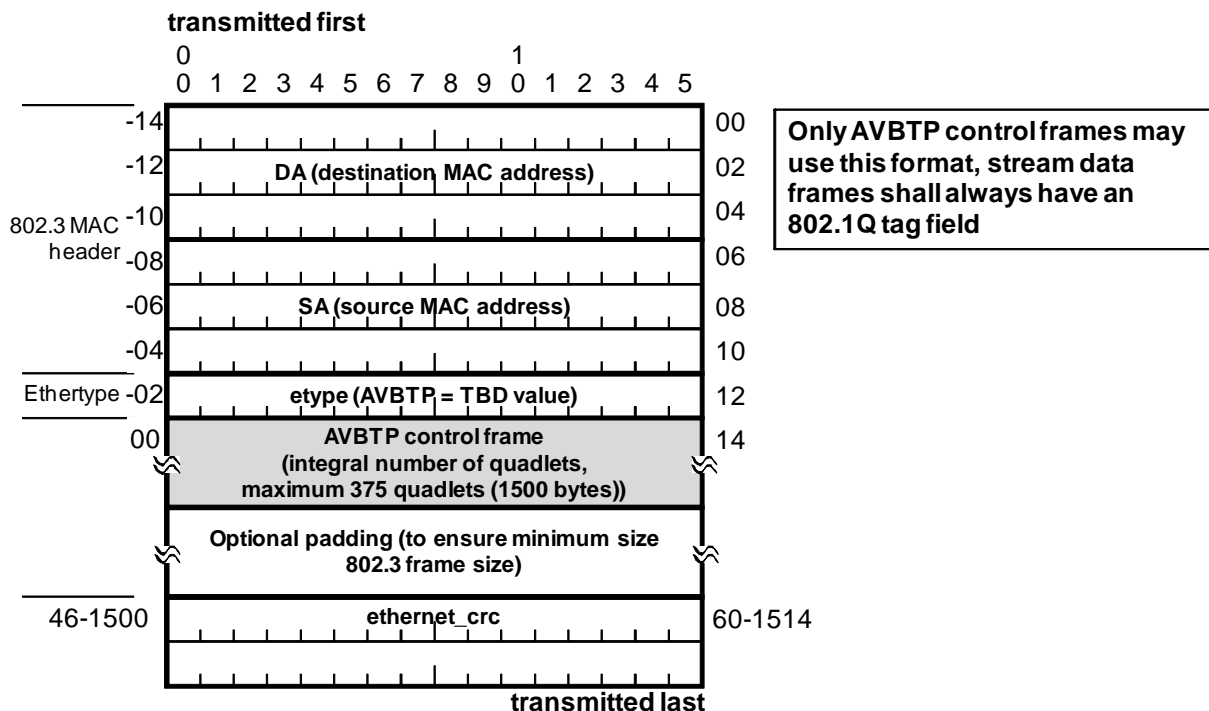 transmitted first
0 1
0 1 2 3 4 5 6 7 8 9 0 1 2 3 4 5
-14 00
Only AVBTP control frames may
use this format, stream data
frames shall always have an
802.1Q tag field
-12 DA (destination MAC address) 02
802.3 MAC
header
-10 04
-08 06
-06 SA (source MAC address) 08
-04 10
Ethertype -02 etype (AVBTP = TBD value) 12
00 AVBTP control frame 14
(integral number of quadlets,
maximum 375 quadlets (1500 bytes))
Optional padding (to ensure minimum size
802.3 frame size)
46-1500 ethernet_crc 60-1514
transmitted last